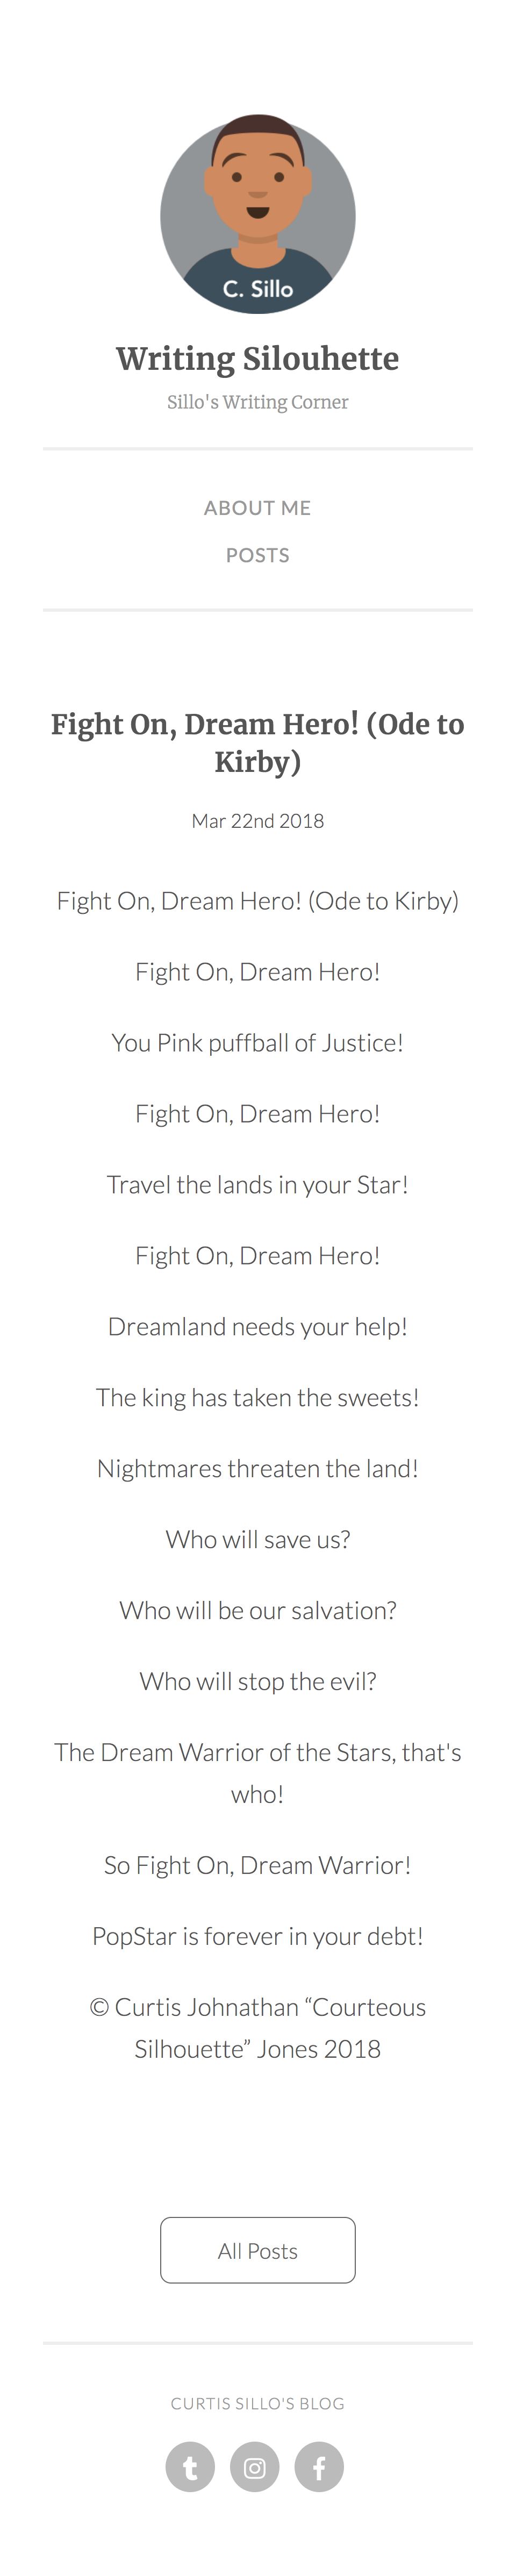 C. Sillo
Writing Silouhette
Sillo's Writing Corner
ABOUT ME
POSTS
Fight On, Dream Hero! (Ode to
Kirby)
Mar 22nd 2018
Fight On, Dream Hero! (Ode to Kirby)
Fight On, Dream Hero!
You Pink puffball of Justice!
Fight On, Dream Hero!
Travel the lands in your Star!
Fight On, Dream Hero!
Dreamland needs your help!
The king has taken the sweets!
Nightmares threaten the land!
Who will save us?
Who will be our salvation?
Who will stop the evil?
The Dream Warrior of the Stars, that's
who!
So Fight On, Dream Warrior!
PopStar is forever in your debt!
© Curtis Johnathan “Courteous
Silhouette” Jones 2018
All Posts
CURTIS SILLO'S BLOG